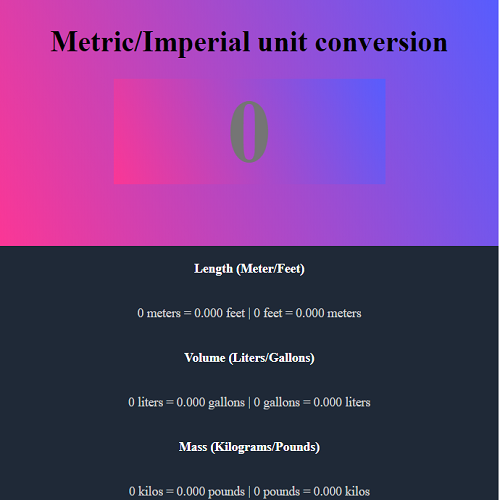 Metric/Imperial unit conversion
0
Length (Meter/Feet)
0 meters = 0.000 feet | 0 feet = 0.000 meters
Volume (Liters/Gallons)
0 liters = 0.000 gallons | 0 gallons = 0.000 liters
Mass (Kilograms/Pounds)
0 kilos = 0.000 pounds | 0 pounds = 0.000 kilos